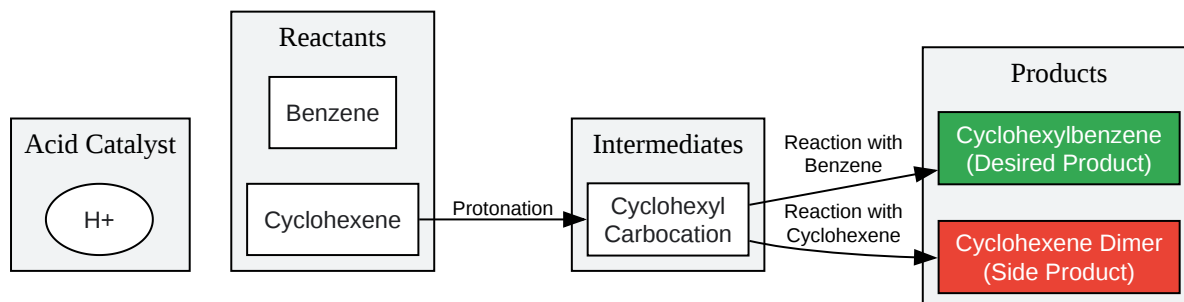 Acid Catalyst
H+
Reactants
Benzene
Cyclohexene
Protonation
Intermediates
Cyclohexyl
Carbocation
Reaction with
Benzene
Reaction with
Cyclohexene
Products
Cyclohexylbenzene
(Desired Product)
Cyclohexene Dimer
(Side Product)